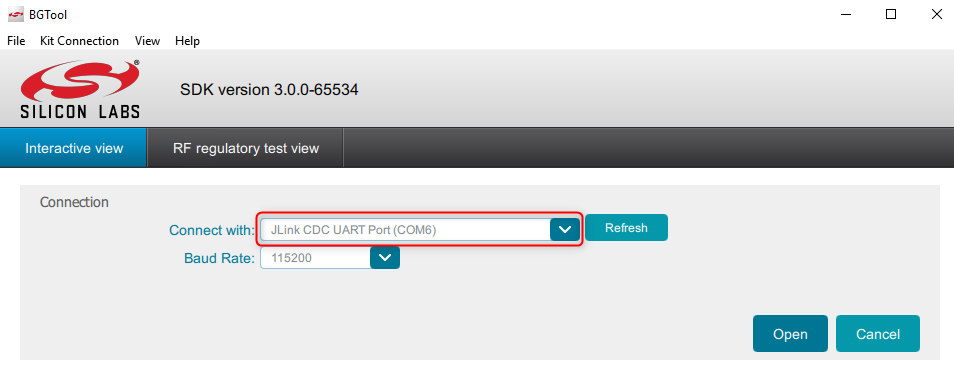 BGTool
File Kit Connection View Help
SILICON LABS®
SDK version 3.0.0-65534
Interactive view RF regulatory test view
Connection
Connect with: JLink CDC UART Port (COM6) Refresh
Baud Rate: 115200
Open Cancel